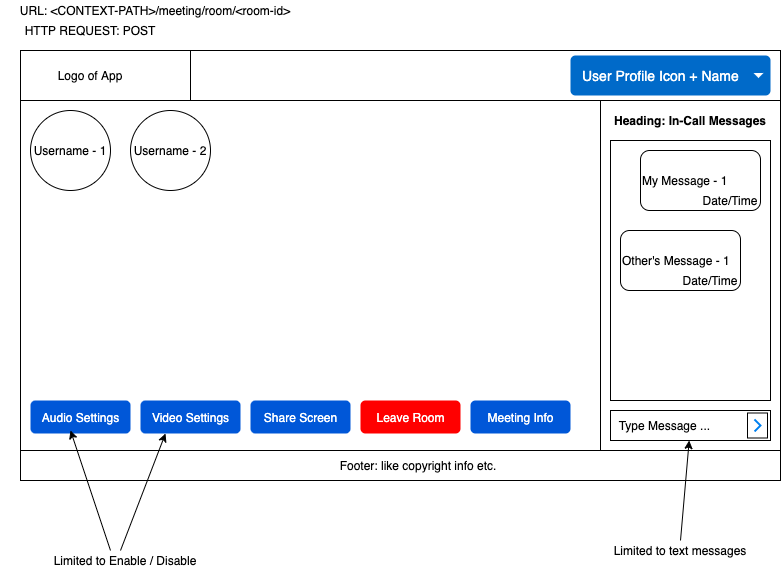 URL: <CONTEXT-PATH>/meeting/room/<room-id>
HTTP REQUEST: POST
Logo of App
User Profile Icon + Name
Username - 1
Username - 2
Heading: In-Call Messages
My Message - 1
Date/Time
Other's Message - 1
Date/Time
Audio Settings
Video Settings
Share Screen
Leave Room
Meeting Info
Type Message ...
Footer: like copyright info etc.
Limited to Enable / Disable
Limited to text messages